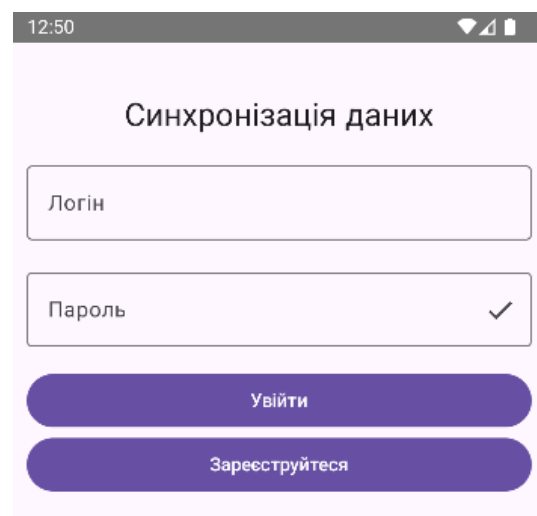 12:50
Синхронізація даних
Логін
Пароль
Увійти
Зареєструйтеся